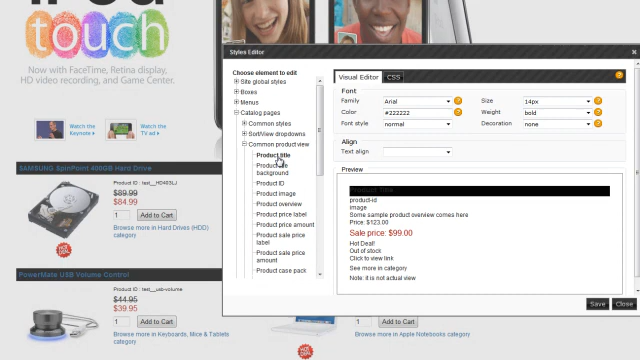 touch
Now with FaceTime, Retina display,
HD video recording, and Game Center.
Watch the
Keynote
Watch the
TV ad
SAMSUNG SpinPoint 400GB Hard Drive
Product ID : test__HD403LJ
$89.99
$84.99
1
Add to Cart
Browse more in Hard Drives (HDD)
category
HOT
DEAL
PowerMate USB Volume Control
Product ID : test__usb-volume
$44.95
$39.95
1
Add to Cart
Browse more in Keyboards, Mice & Tablets
category
Add to Cart
Browse more in Apple Notebooks category
HOT
DEAL
Styles Editor
Choose element to edit
Site global styles
Boxes
Menus
Catalog pages
Common styles
Sort/View dropdowns
Common product view
Product title
background
Product ID
Product image
Product overview
Product price label
Product price amount
Product sale price
label
Product sale price
amount
Product case pack
Visual Editor
CSS
Font
Family
Arial
Size
14px
Color
#222222
Weight
bold
Font style
normal
Decoration
none
Align
Text align
Preview
Product Title
product-id
image
Some sample product overview comes here
Price: $123.00
Sale price: $99.00
Hot Deal!
Out of stock
Click to view link
See more in category
Note: it is not actual view
Save
Close